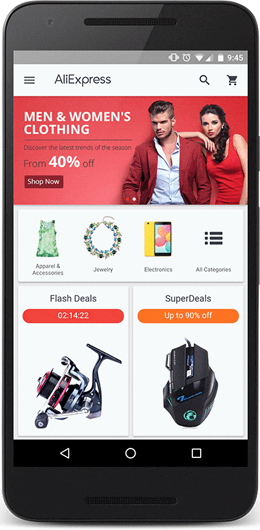 9:45
AliExpress
MEN & WOMEN'S
CLOTHING
Discover the latest trends of the season
From 40% off
Shop Now
Apparel &
Accessories
Jewelry
Electronics
All Categories
Flash Deals
SuperDeals
02:14:22
Up to 90% off